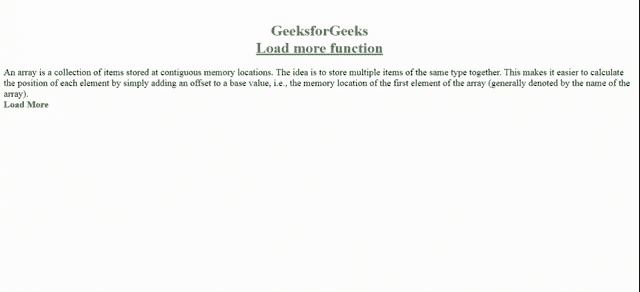 GeeksforGeeks
Load more function
An array is a collection of items stored at contiguous memory locations. The idea is to store multiple items of the same type together. This makes it easier to calculate
the position of each element by simply adding an offset to a base value, i.e., the memory location of the first element of the array (generally denoted by the name of the
array).
Load More